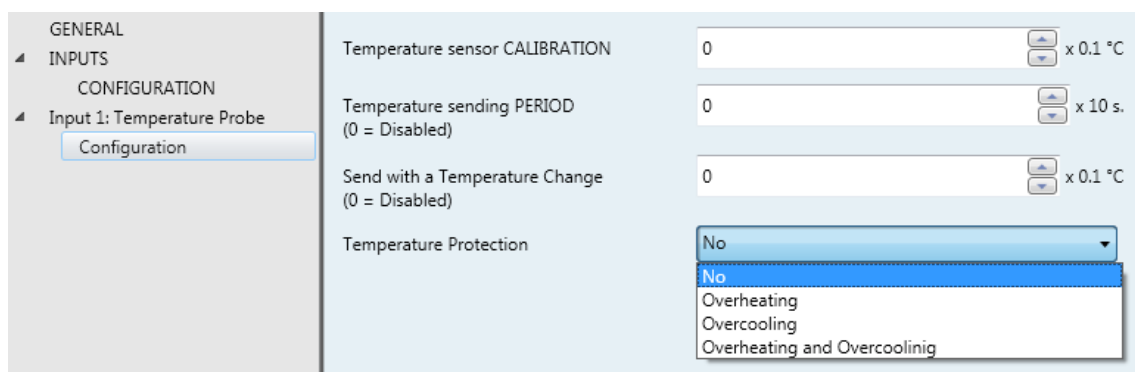 GENERAL
INPUTS
CONFIGURATION
Input 1: Temperature Probe
Configuration
Temperature sensor CALIBRATION
0
x 0.1 °C
Temperature sending PERIOD
(0 = Disabled)
0
x 10 s.
Send with a Temperature Change
(0 = Disabled)
0
x 0.1 °C
Temperature Protection
No
No
Overheating
Overcooling
Overheating and Overcoolinig